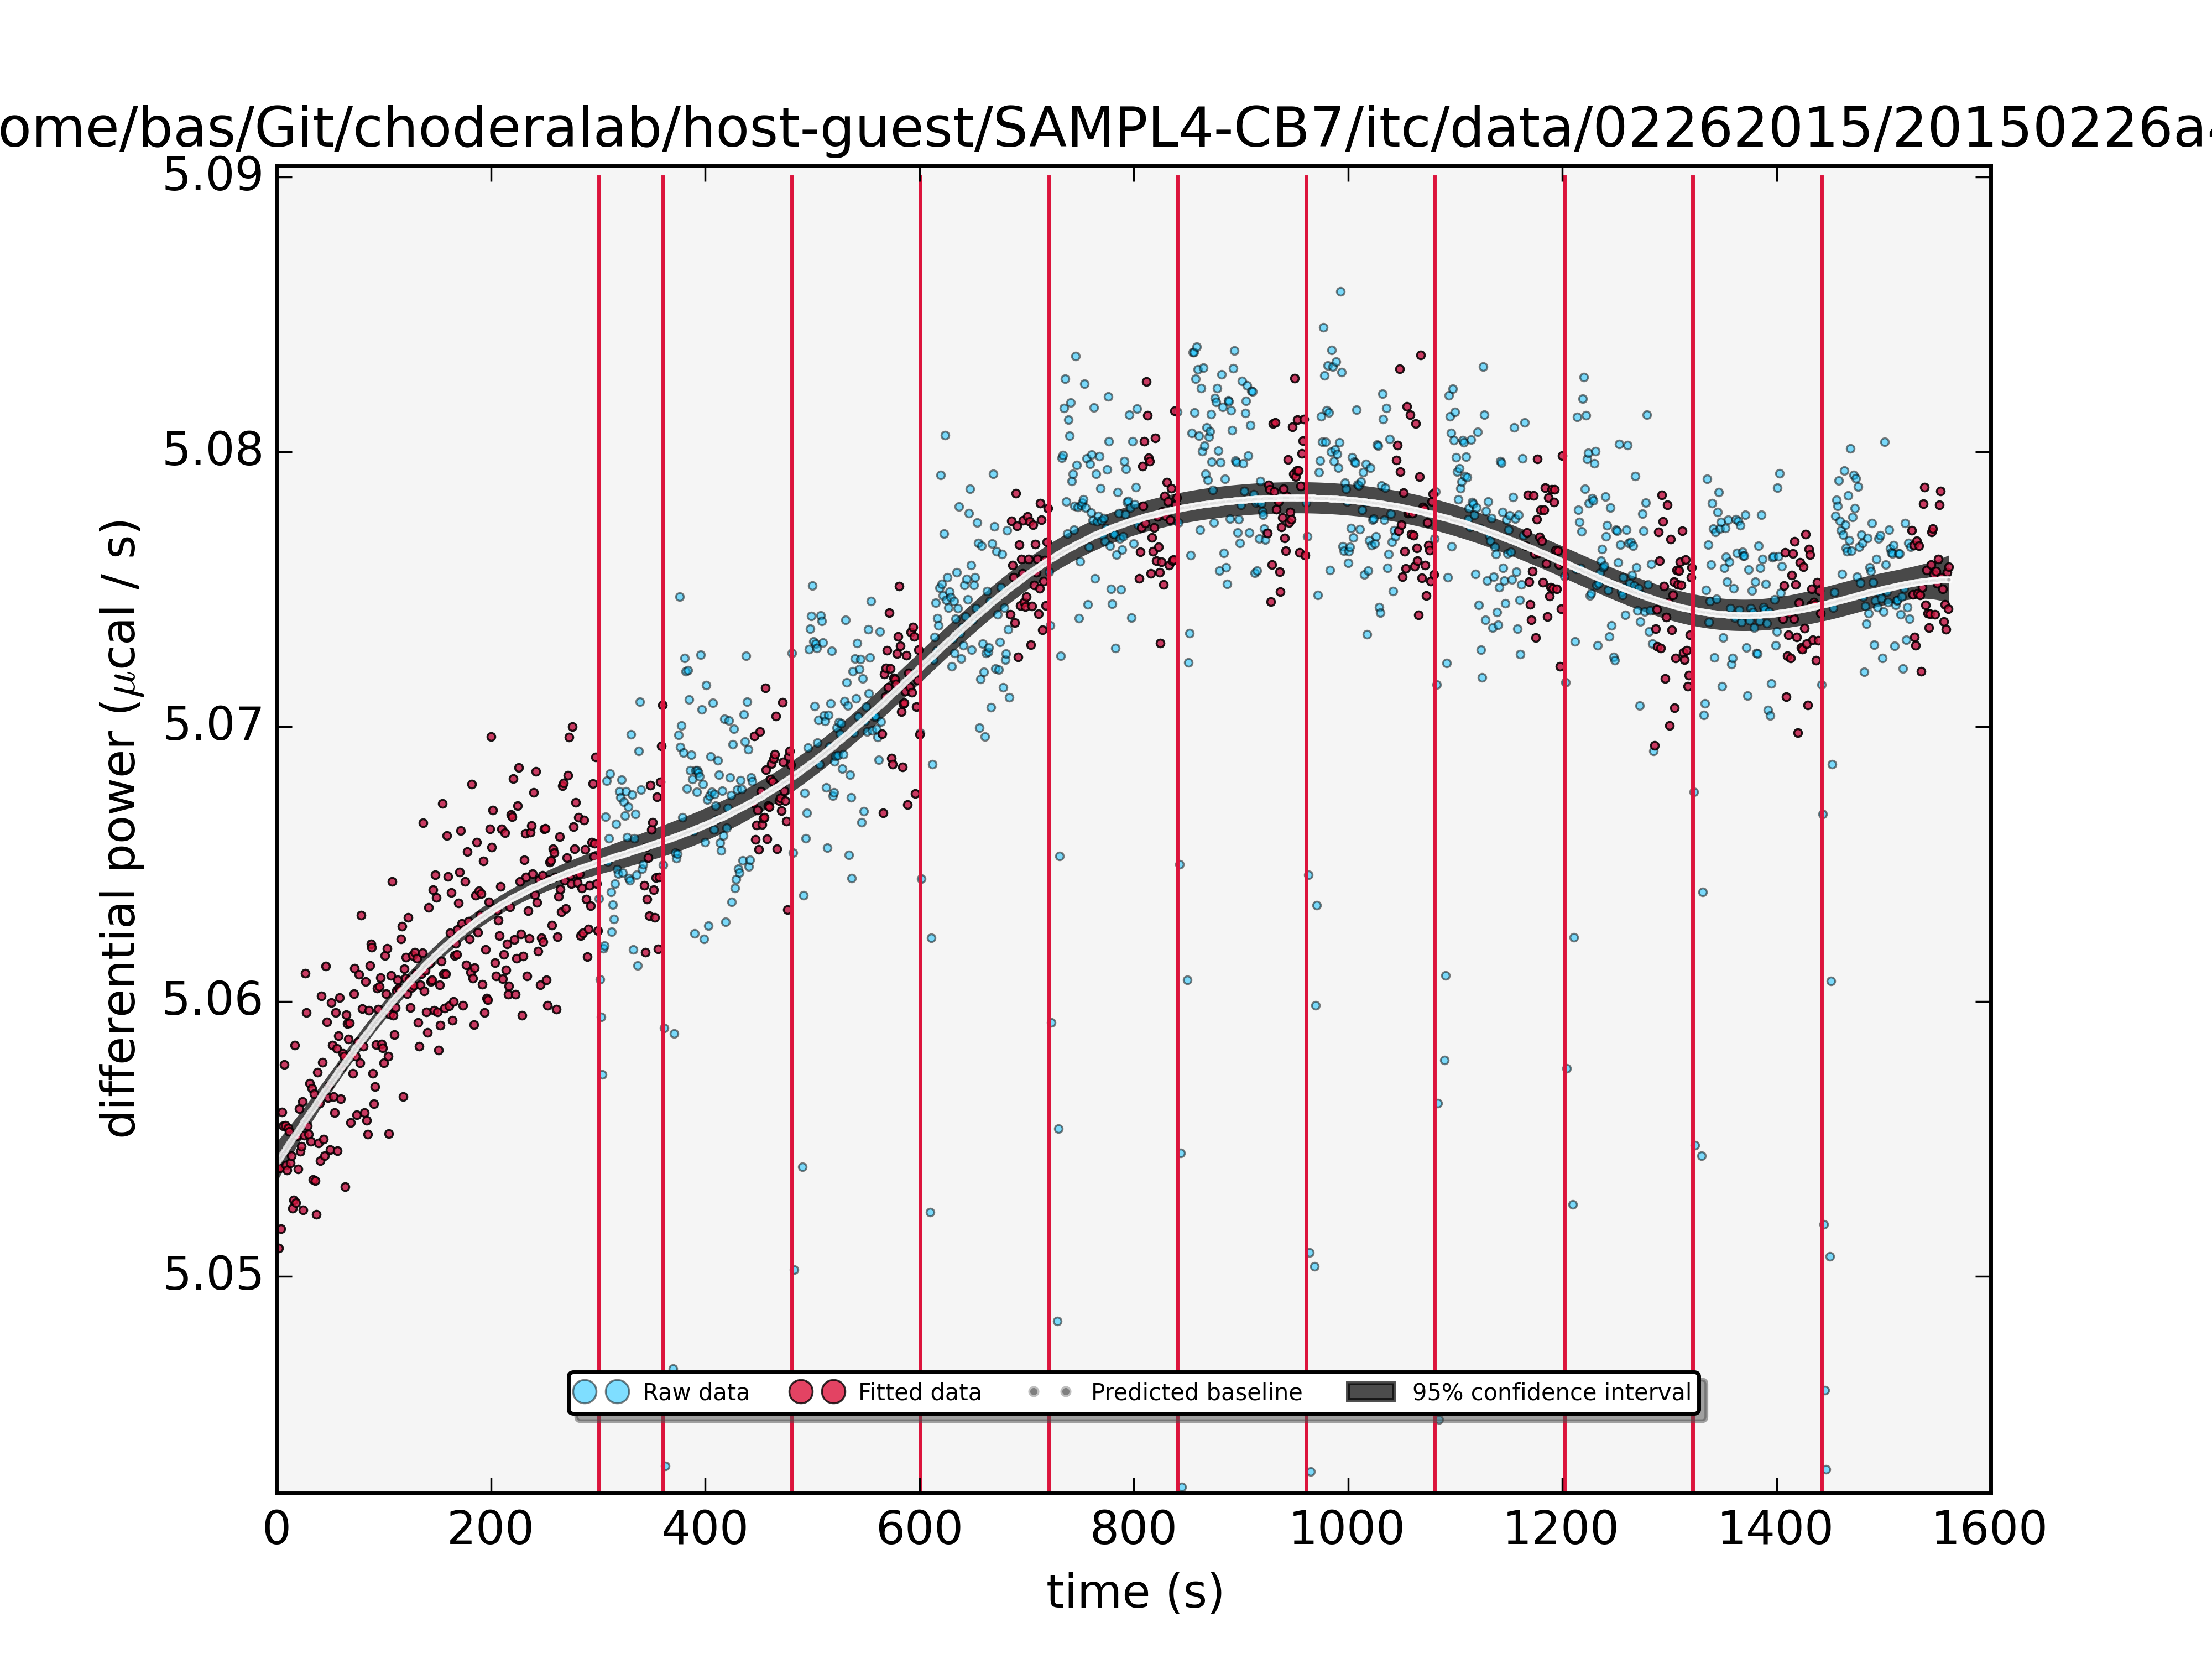 ome/bas/Git/choderalab/host-guest/SAMPL4-CB7/itc/data/02262015/20150226a4
5.09
5.08
5.07
5.06
5.05
differential power (μcal / s)
Raw data Fitted data Predicted baseline 95% confidence interval
0 200 400 600 800 1000 1200 1400 1600
time (s)